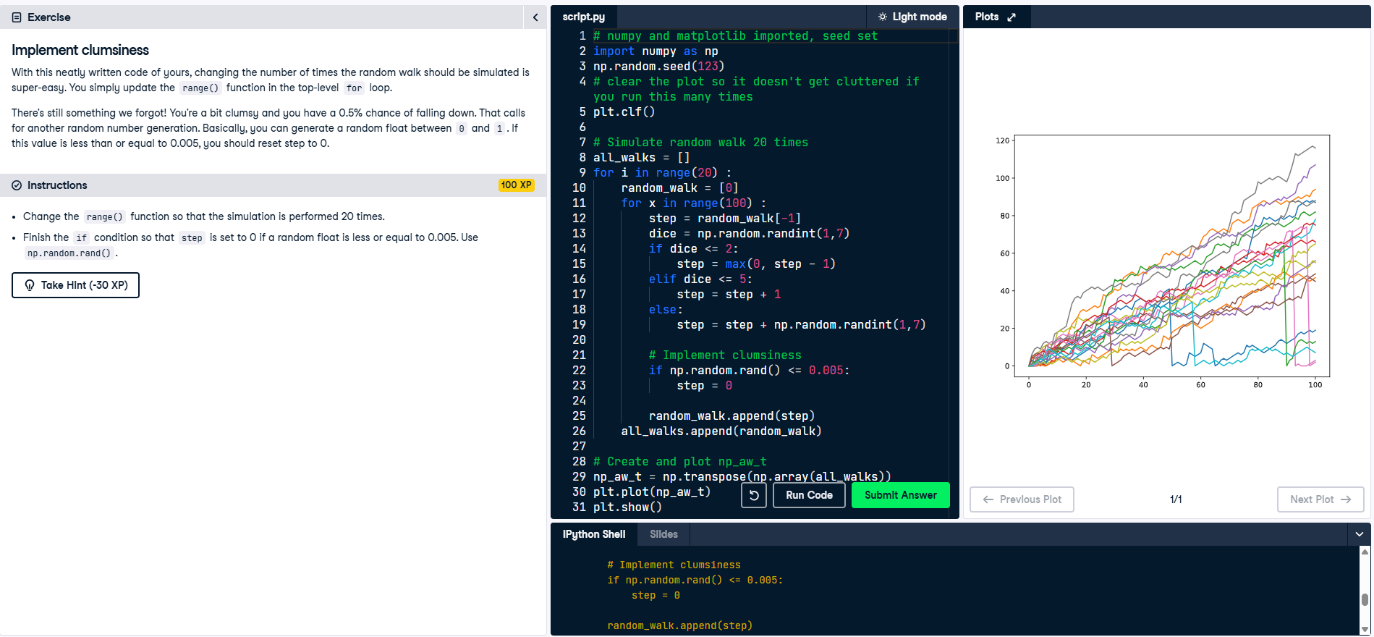 Exercise
Implement clumsiness
With this neatly written code of yours, changing the number of times the random walk should be simulated is
super-easy. You simply update the range() function in the top-level for loop.
There's still something we forgot! You're a bit clumsy and you have a 0.5% chance of falling down. That calls
for another random number generation. Basically, you can generate a random float between 0 and 1 . If
this value is less than or equal to 0.005, you should reset step to 0.
Instructions
100 XP
• Change the range() function so that the simulation is performed 20 times.
• Finish the if condition so that step is set to 0 if a random float is less or equal to 0.005. Use
np.random.rand() .
Take Hint (-30 XP)
script.py
Light mode
1 # numpy and matplotlib imported, seed set
2 import numpy as np
3 np.random.seed(123)
4 # clear the plot so it doesn't get cluttered if
you run this many times
5 plt.clf()
6
7 # Simulate random walk 20 times
8 all_walks = []
9 for i in range(20) :
10     random_walk = [0]
11     for x in range(100) :
12         step = random_walk[-1]
13         dice = np.random.randint(1,7)
14         if dice <= 2:
15             step = max(0, step - 1)
16         elif dice <= 5:
17             step = step + 1
18         else:
19             step = step + np.random.randint(1,7)
20
21         # Implement clumsiness
22         if np.random.rand() <= 0.005:
23             step = 0
24
25         random_walk.append(step)
26     all_walks.append(random_walk)
27
28 # Create and plot np_aw_t
29 np_aw_t = np.transpose(np.array(all_walks))
30 plt.plot(np_aw_t)
31 plt.show()
Run Code
Submit Answer
Plots
120
100
80
60
40
20
0
0 20 40 60 80 100
Previous Plot
1/1
Next Plot
IPython Shell
Slides
# Implement clumsiness
if np.random.rand() <= 0.005:
step = 0
random_walk.append(step)